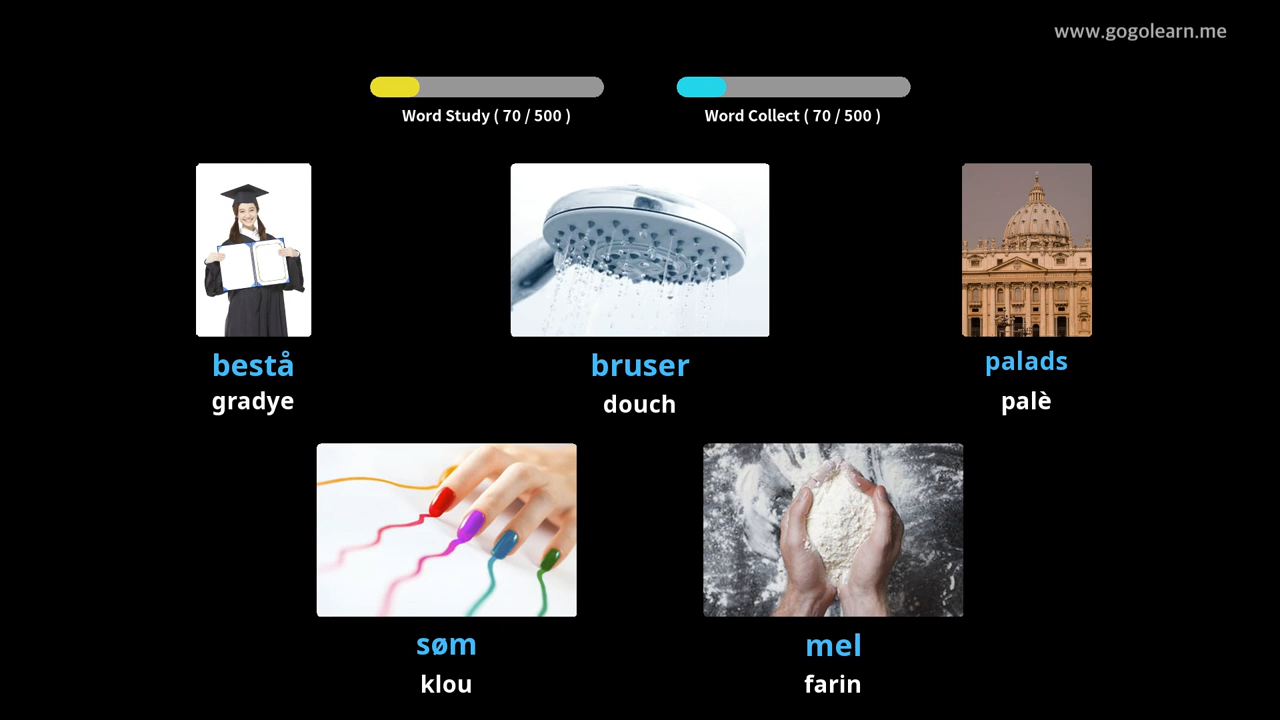 www.gogolearn.me
Word Study ( 70 / 500 )
Word Collect ( 70 / 500 )
bestå
gradye
bruser
douch
palads
palè
søm
klou
mel
farin